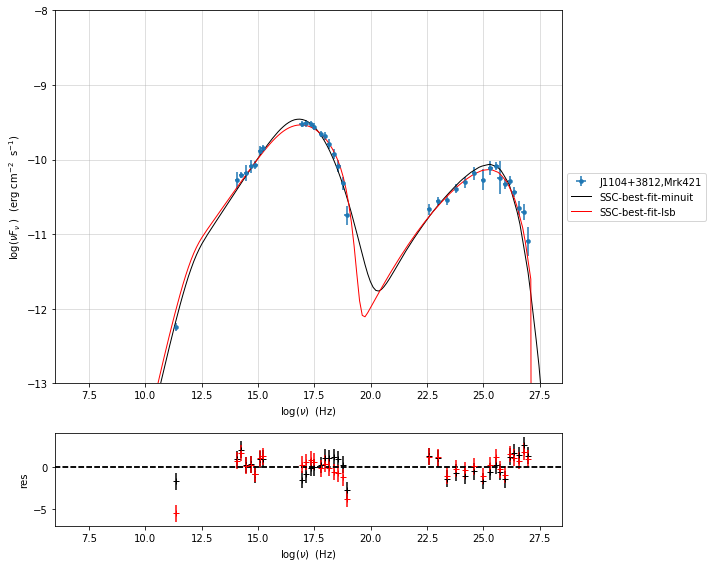 −8
−9
−10
−11
−12
−13
log(νFν )  (erg cm⁻²  s⁻¹)
7.5 10.0 12.5 15.0 17.5 20.0 22.5 25.0 27.5
log(ν)  (Hz)
J1104+3812,Mrk421
SSC-best-fit-minuit
SSC-best-fit-lsb
0
−5
res
7.5 10.0 12.5 15.0 17.5 20.0 22.5 25.0 27.5
log(ν)  (Hz)